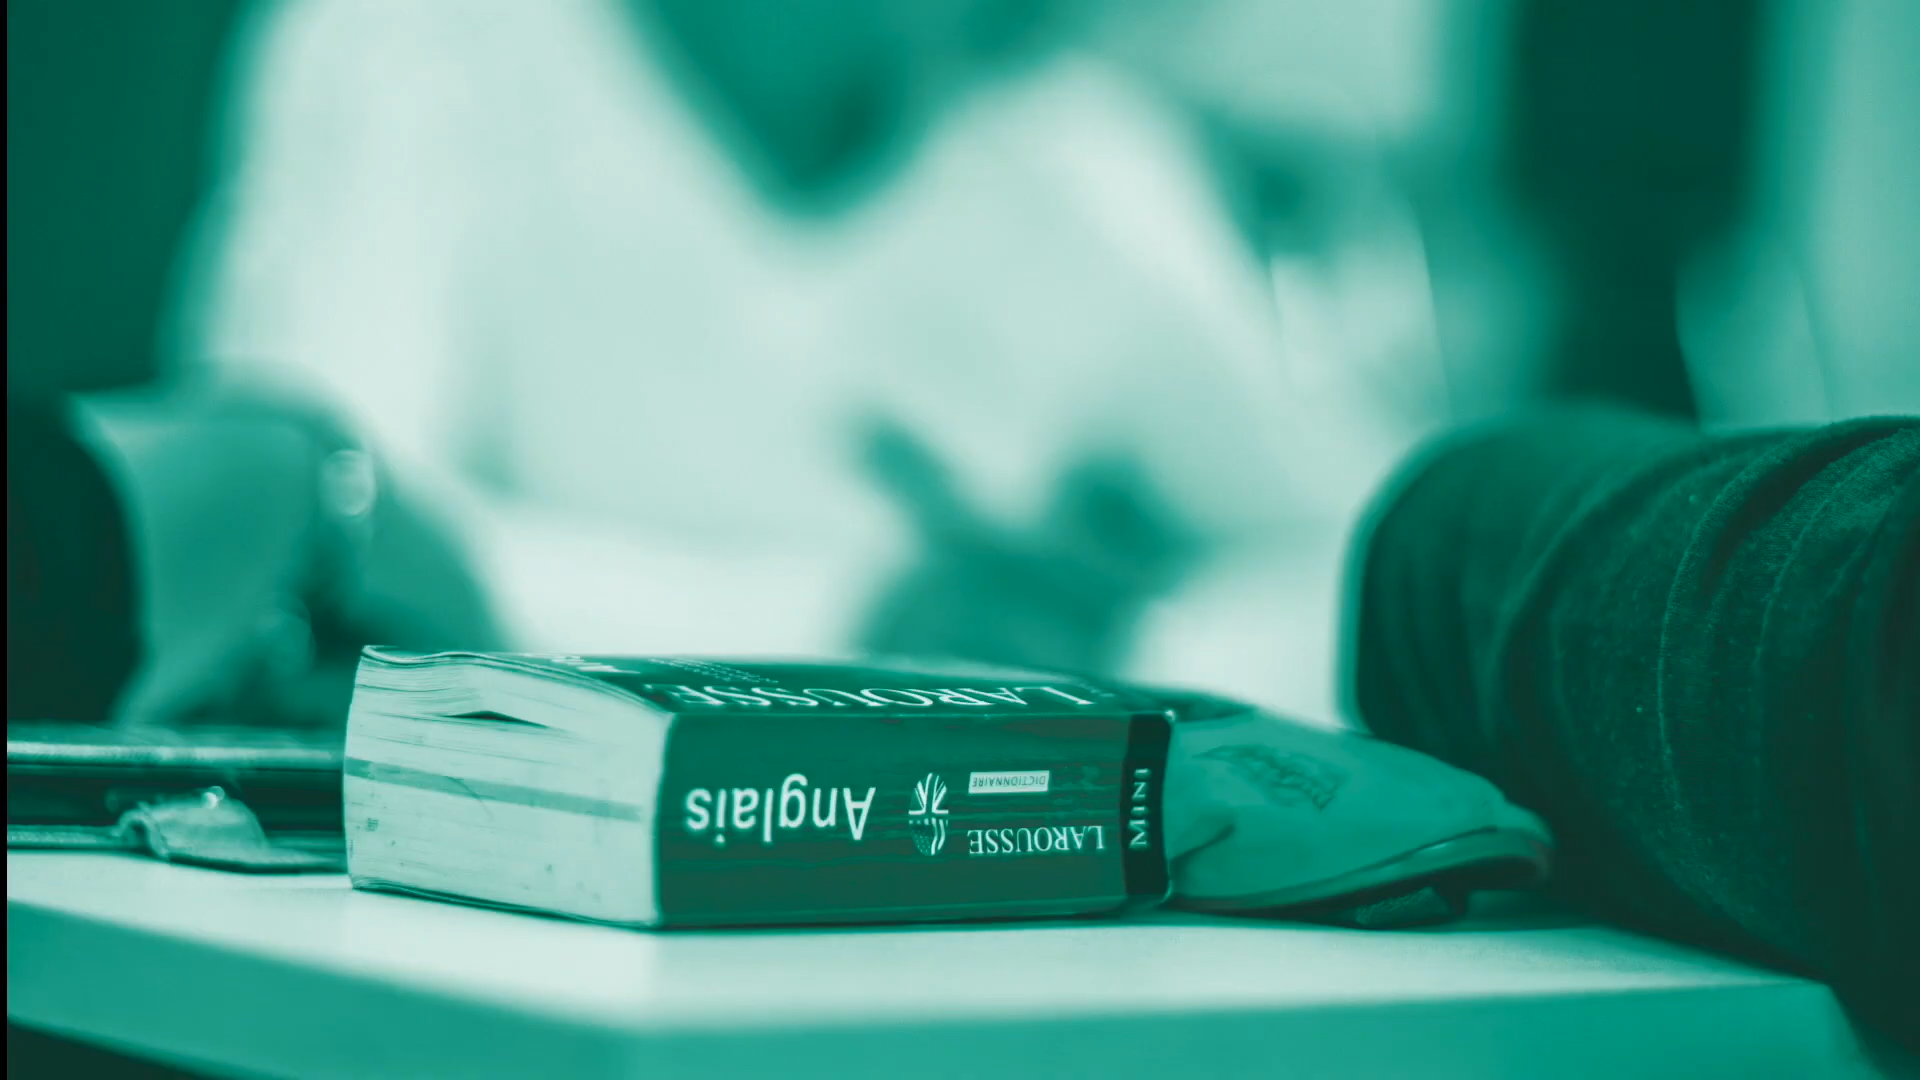 LAROUSSE
MINI
LAROUSSE
DICTIONNAIRE
Anglais